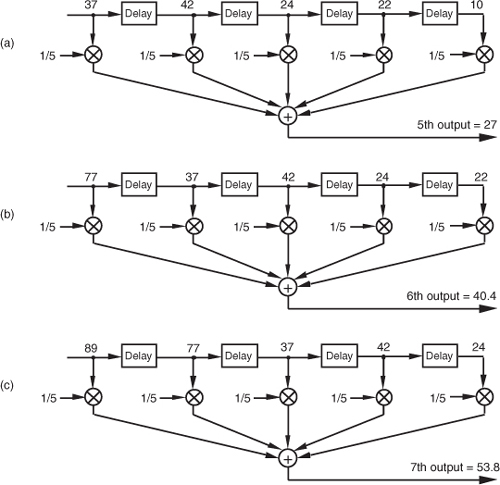 37 42 24 22 10
Delay Delay Delay Delay
(a)
1/5 1/5 1/5 1/5 1/5
+
5th output = 27
77 37 42 24 22
Delay Delay Delay Delay
(b)
1/5 1/5 1/5 1/5 1/5
+
6th output = 40.4
89 77 37 42 24
Delay Delay Delay Delay
(c)
1/5 1/5 1/5 1/5 1/5
+
7th output = 53.8